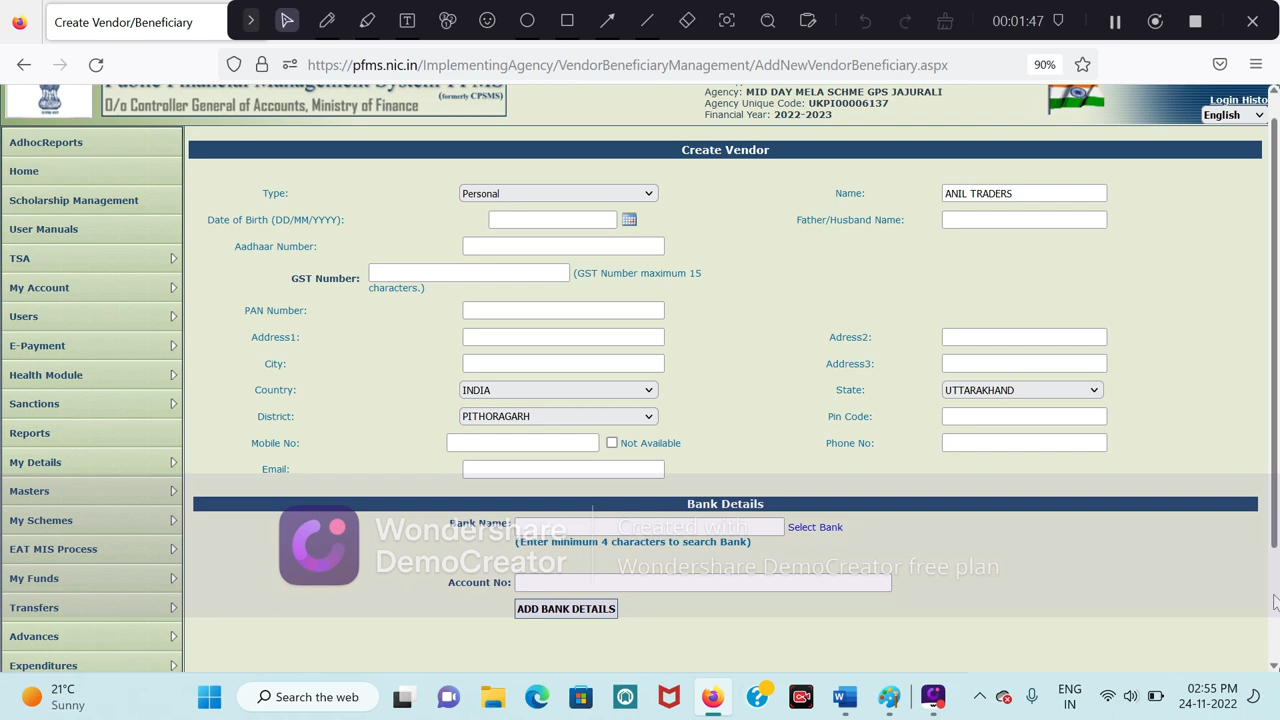 Create Vendor/Beneficiary
00:01:47
https://pfms.nic.in/ImplementingAgency/VendorBeneficiaryManagement/AddNewVendorBeneficiary.aspx
90%
(formerly CPSMS)
O/o Controller General of Accounts, Ministry of Finance
Agency: MID DAY MELA SCHME GPS JAJURALI
Agency Unique Code: UKPI00006137
Financial Year: 2022-2023
Login Histo
English
AdhocReports
Home
Scholarship Management
User Manuals
TSA
My Account
Users
E-Payment
Health Module
Sanctions
Reports
My Details
Masters
My Schemes
EAT MIS Process
My Funds
Transfers
Advances
Expenditures
Create Vendor
Type: Personal
Name: ANIL TRADERS
Date of Birth (DD/MM/YYYY):
Father/Husband Name:
Aadhaar Number:
GST Number: (GST Number maximum 15
characters.)
PAN Number:
Address1:
Adress2:
City:
Address3:
Country: INDIA
State: UTTARAKHAND
District: PITHORAGARH
Pin Code:
Mobile No: Not Available
Phone No:
Email:
Bank Details
Bank Name: Select Bank
(Enter minimum 4 characters to search Bank)
Account No:
ADD BANK DETAILS
Wondershare
DemoCreator
Created with
Wondershare DemoCreator free plan
21°C
Sunny
Search the web
ENG
IN
02:55 PM
24-11-2022